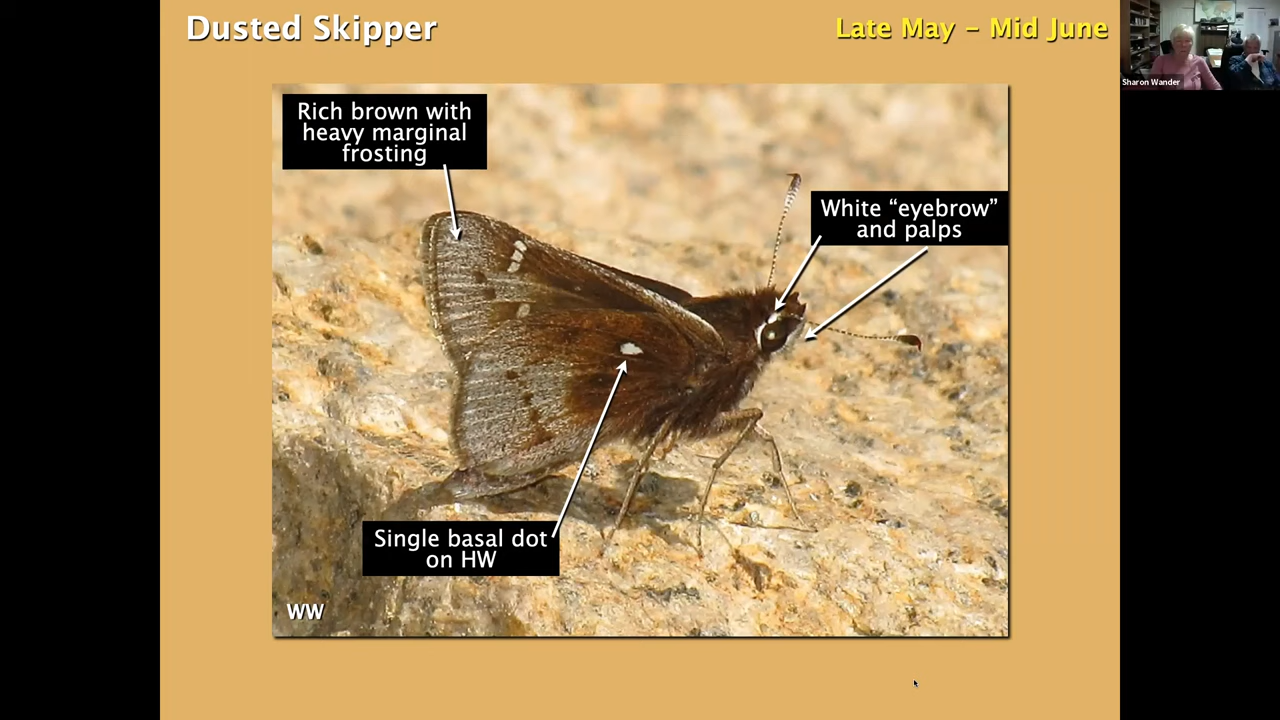 Dusted Skipper
Late May – Mid June
Sharon Wander
Rich brown with
heavy marginal
frosting
White “eyebrow”
and palps
Single basal dot
on HW
WW